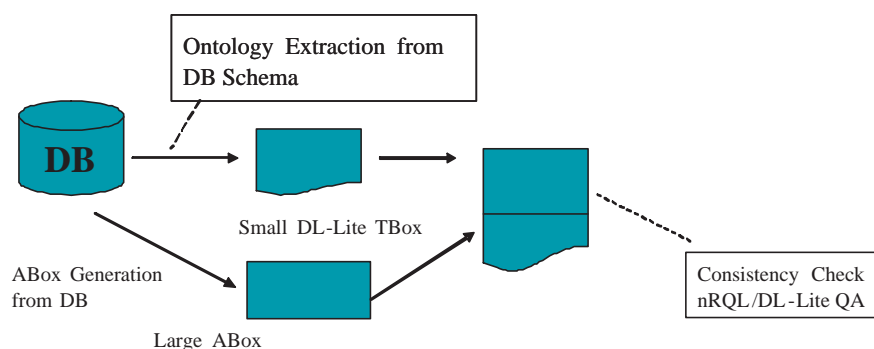 Ontology Extraction from
DB Schema
DB
Small DL-Lite TBox
ABox Generation
from DB
Large ABox
Consistency Check
nRQL/DL-Lite QA